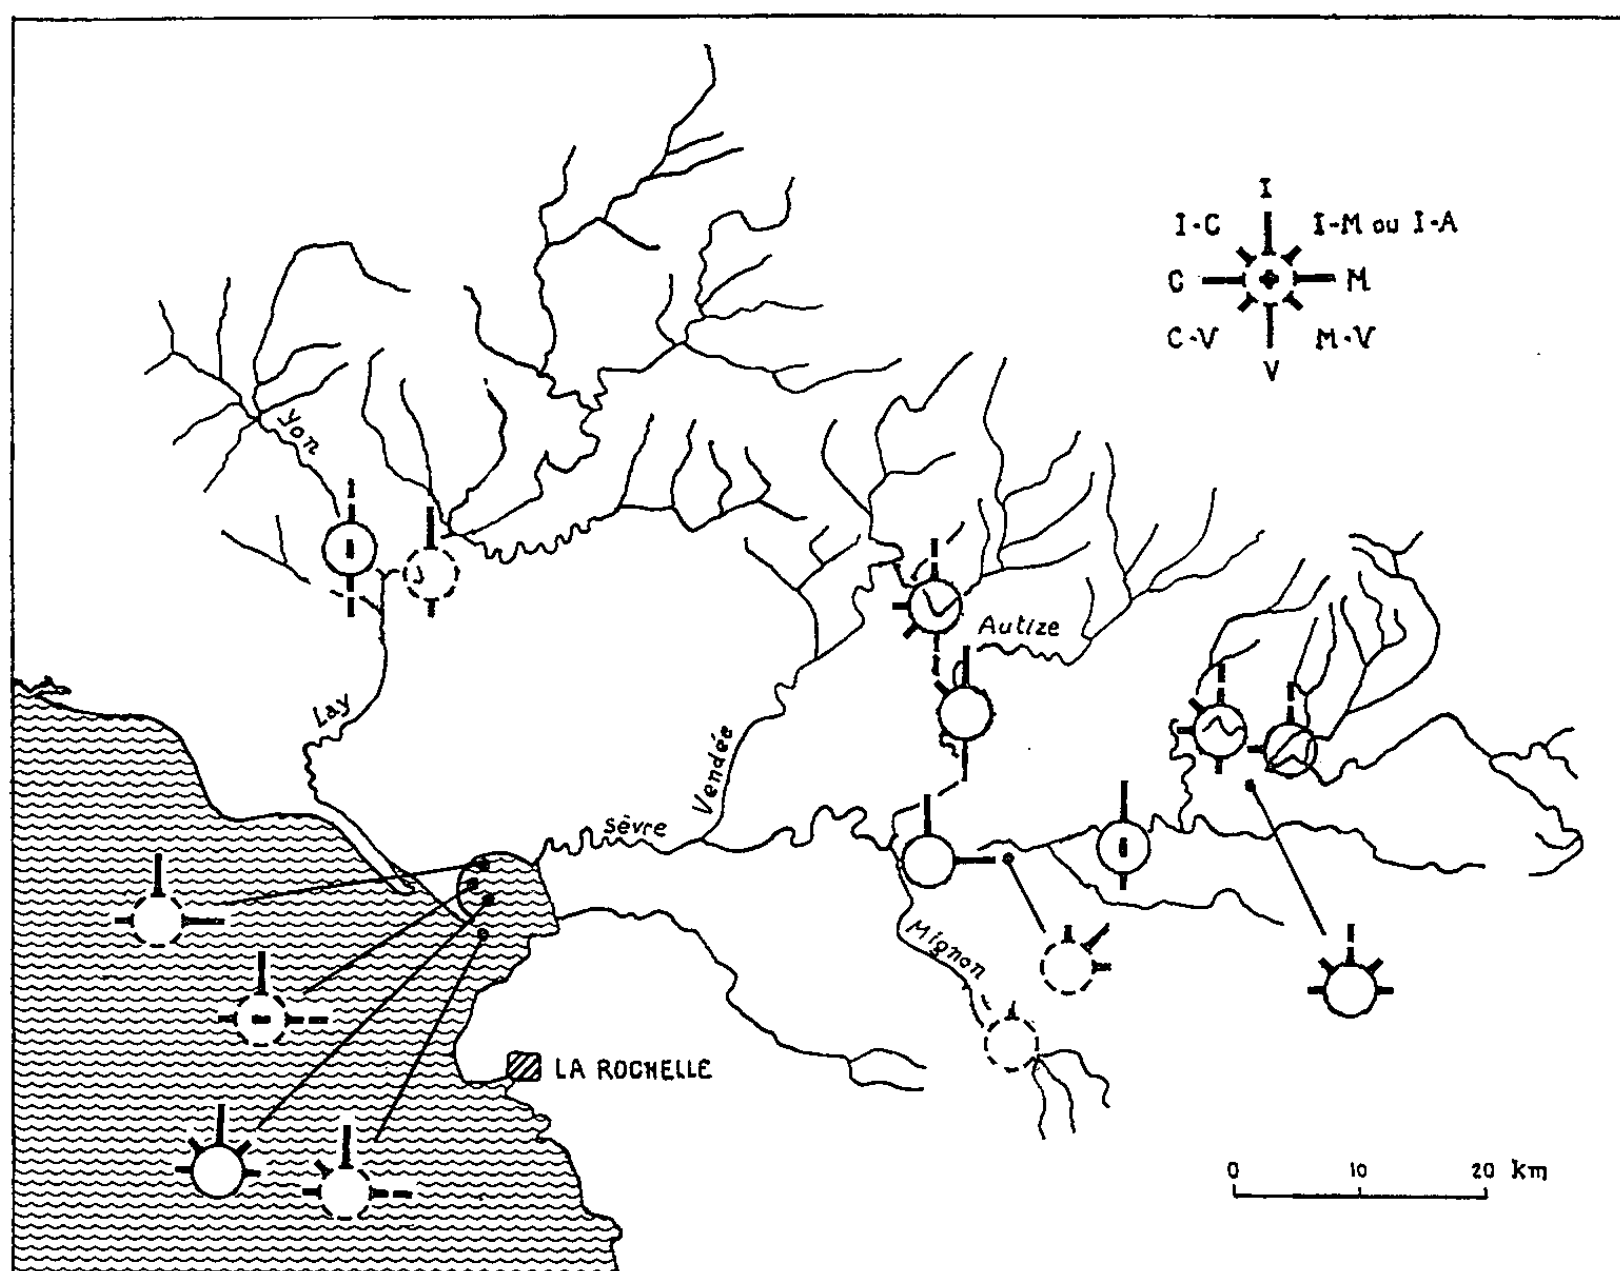 I
I-C I-M ou I-A
C M
C-V M-V
V
Yon
Autize
Lay
Vendée
Sèvre
Mignon
LA ROCHELLE
0 10 20 km